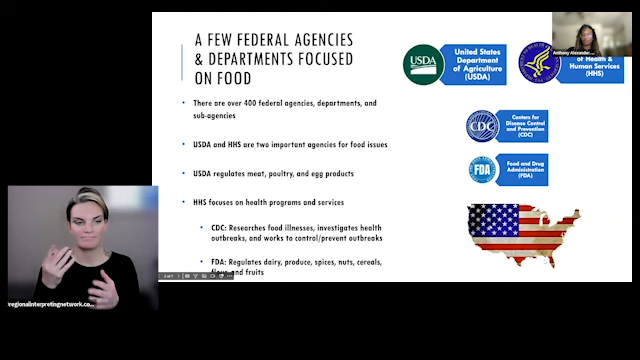 A FEW FEDERAL AGENCIES
& DEPARTMENTS FOCUSED
ON FOOD
• There are over 400 federal agencies, departments, and
sub-agencies
• USDA and HHS are two important agencies for food issues
• USDA regulates meat, poultry, and egg products
• HHS focuses on health programs and services
• CDC: Researches food illnesses, investigates health
outbreaks, and works to control/prevent outbreaks
• FDA: Regulates dairy, produce, spices, nuts, cereals,
flour and fruits
USDA
United States
Department
of Agriculture
(USDA)
of Health &
Human Services
(HHS)
CDC
Centers for
Disease Control
and Prevention
(CDC)
FDA
Food and Drug
Administration
(FDA)
Anthony Alexander
regionalinterpretingnetwork.co...